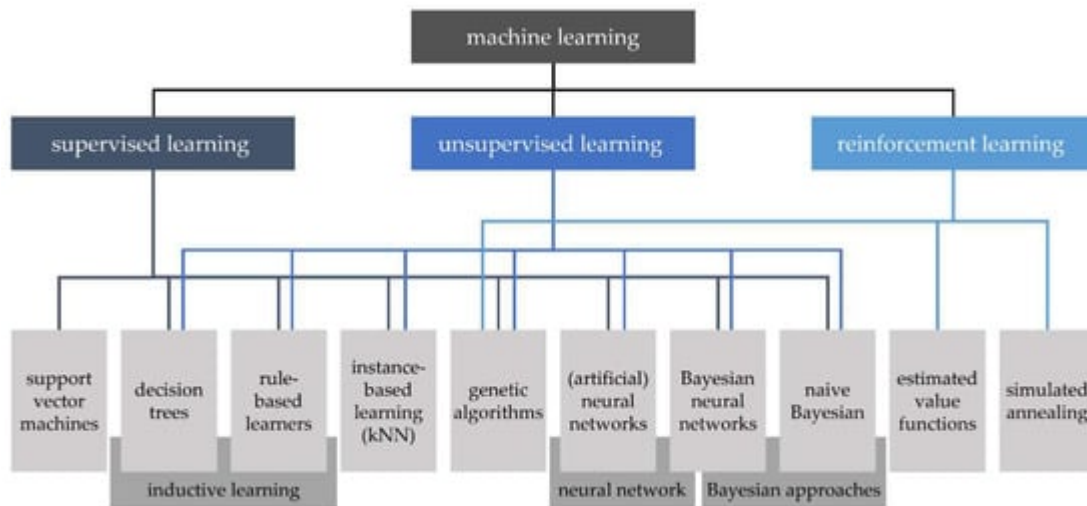 machine learning
supervised learning
unsupervised learning
reinforcement learning
support
vector
machines
decision
trees
rule-
based
learners
instance-
based
learning
(kNN)
genetic
algorithms
(artificial)
neural
networks
Bayesian
neural
networks
naive
Bayesian
estimated
value
functions
simulated
annealing
inductive learning
neural network
Bayesian approaches